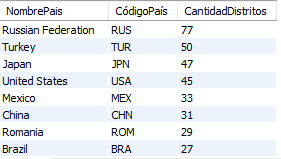 NombrePais CódigoPaís CantidadDistritos
Russian Federation RUS 77
Turkey TUR 50
Japan JPN 47
United States USA 45
Mexico MEX 33
China CHN 31
Romania ROM 29
Brazil BRA 27